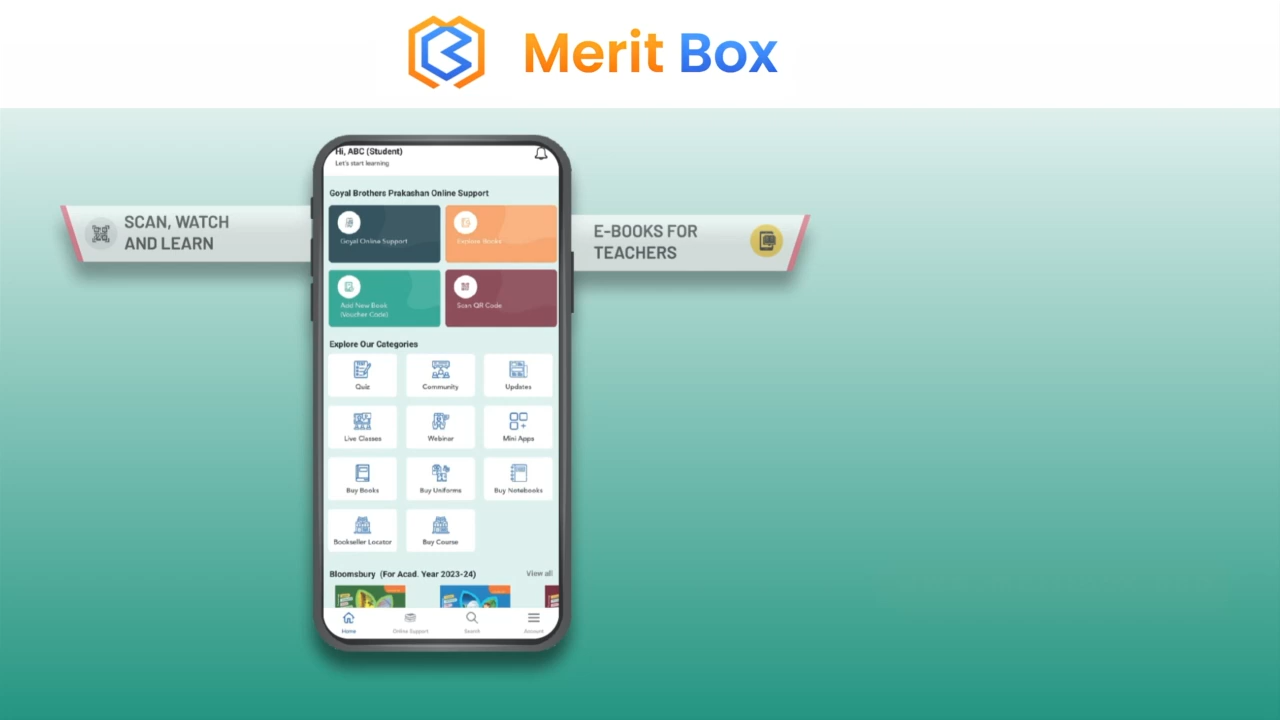 Merit Box
Hi, ABC (Student)
Let's start learning
Goyal Brothers Prakashan Online Support
SCAN, WATCH
AND LEARN
Goyal Online Support
Explore Books
E-BOOKS FOR
TEACHERS
Add New Book
(Voucher Code)
Scan QR Code
Explore Our Categories
Quiz
Community
Updates
Live Classes
Webinar
Mini Apps
Buy Books
Buy Uniforms
Buy Notebooks
Bookseller Locator
Buy Course
Bloomsbury (For Acad. Year 2023-24)
View all
Home
Online Support
Search
Account